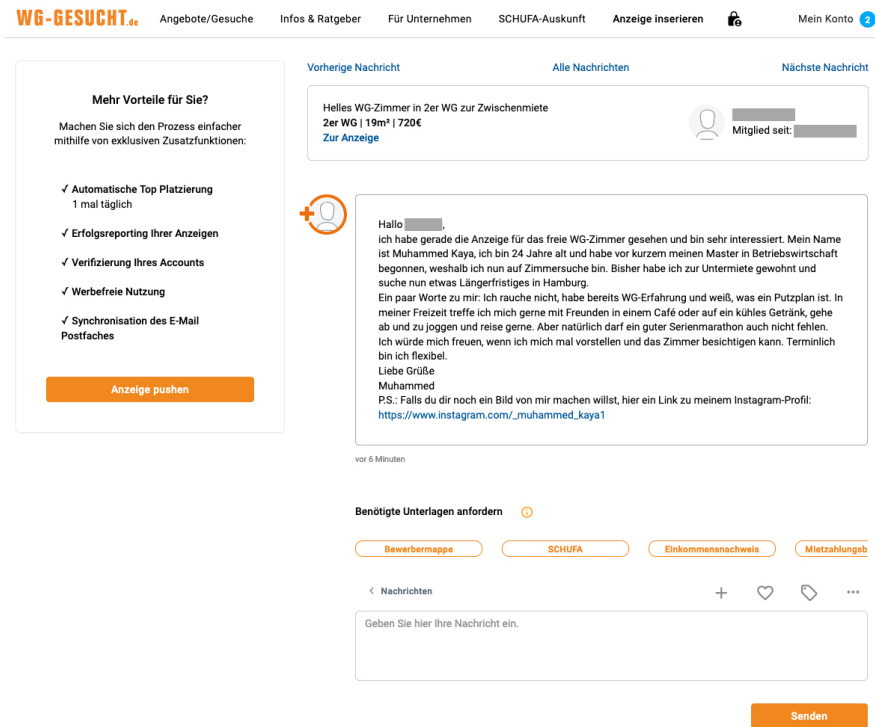 WG-GESUCHT.de Angebote/Gesuche Infos & Ratgeber Für Unternehmen SCHUFA-Auskunft Anzeige inserieren Mein Konto 2
Mehr Vorteile für Sie?
Machen Sie sich den Prozess einfacher
mithilfe von exklusiven Zusatzfunktionen:
✓ Automatische Top Platzierung
1 mal täglich
✓ Erfolgsreporting Ihrer Anzeigen
✓ Verifizierung Ihres Accounts
✓ Werbefreie Nutzung
✓ Synchronisation des E-Mail
Postfaches
Anzeige pushen
Vorherige Nachricht Alle Nachrichten Nächste Nachricht
Helles WG-Zimmer in 2er WG zur Zwischenmiete
2er WG | 19m² | 720€
Zur Anzeige
Mitglied seit:
Hallo ,
ich habe gerade die Anzeige für das freie WG-Zimmer gesehen und bin sehr interessiert. Mein Name
ist Muhammed Kaya, ich bin 24 Jahre alt und habe vor kurzem meinen Master in Betriebswirtschaft
begonnen, weshalb ich nun auf Zimmersuche bin. Bisher habe ich zur Untermiete gewohnt und
suche nun etwas Längerfristiges in Hamburg.
Ein paar Worte zu mir: Ich rauche nicht, habe bereits WG-Erfahrung und weiß, was ein Putzplan ist. In
meiner Freizeit treffe ich mich gerne mit Freunden in einem Café oder auf ein kühles Getränk, gehe
ab und zu joggen und reise gerne. Aber natürlich darf ein guter Serienmarathon auch nicht fehlen.
Ich würde mich freuen, wenn ich mich mal vorstellen und das Zimmer besichtigen kann. Terminlich
bin ich flexibel.
Liebe Grüße
Muhammed
P.S.: Falls du dir noch ein Bild von mir machen willst, hier ein Link zu meinem Instagram-Profil:
https://www.instagram.com/_muhammed_kaya1
vor 6 Minuten
Benötigte Unterlagen anfordern
Bewerbermappe SCHUFA Einkommensnachweis Mietzahlungsb
< Nachrichten
Geben Sie hier Ihre Nachricht ein.
Senden